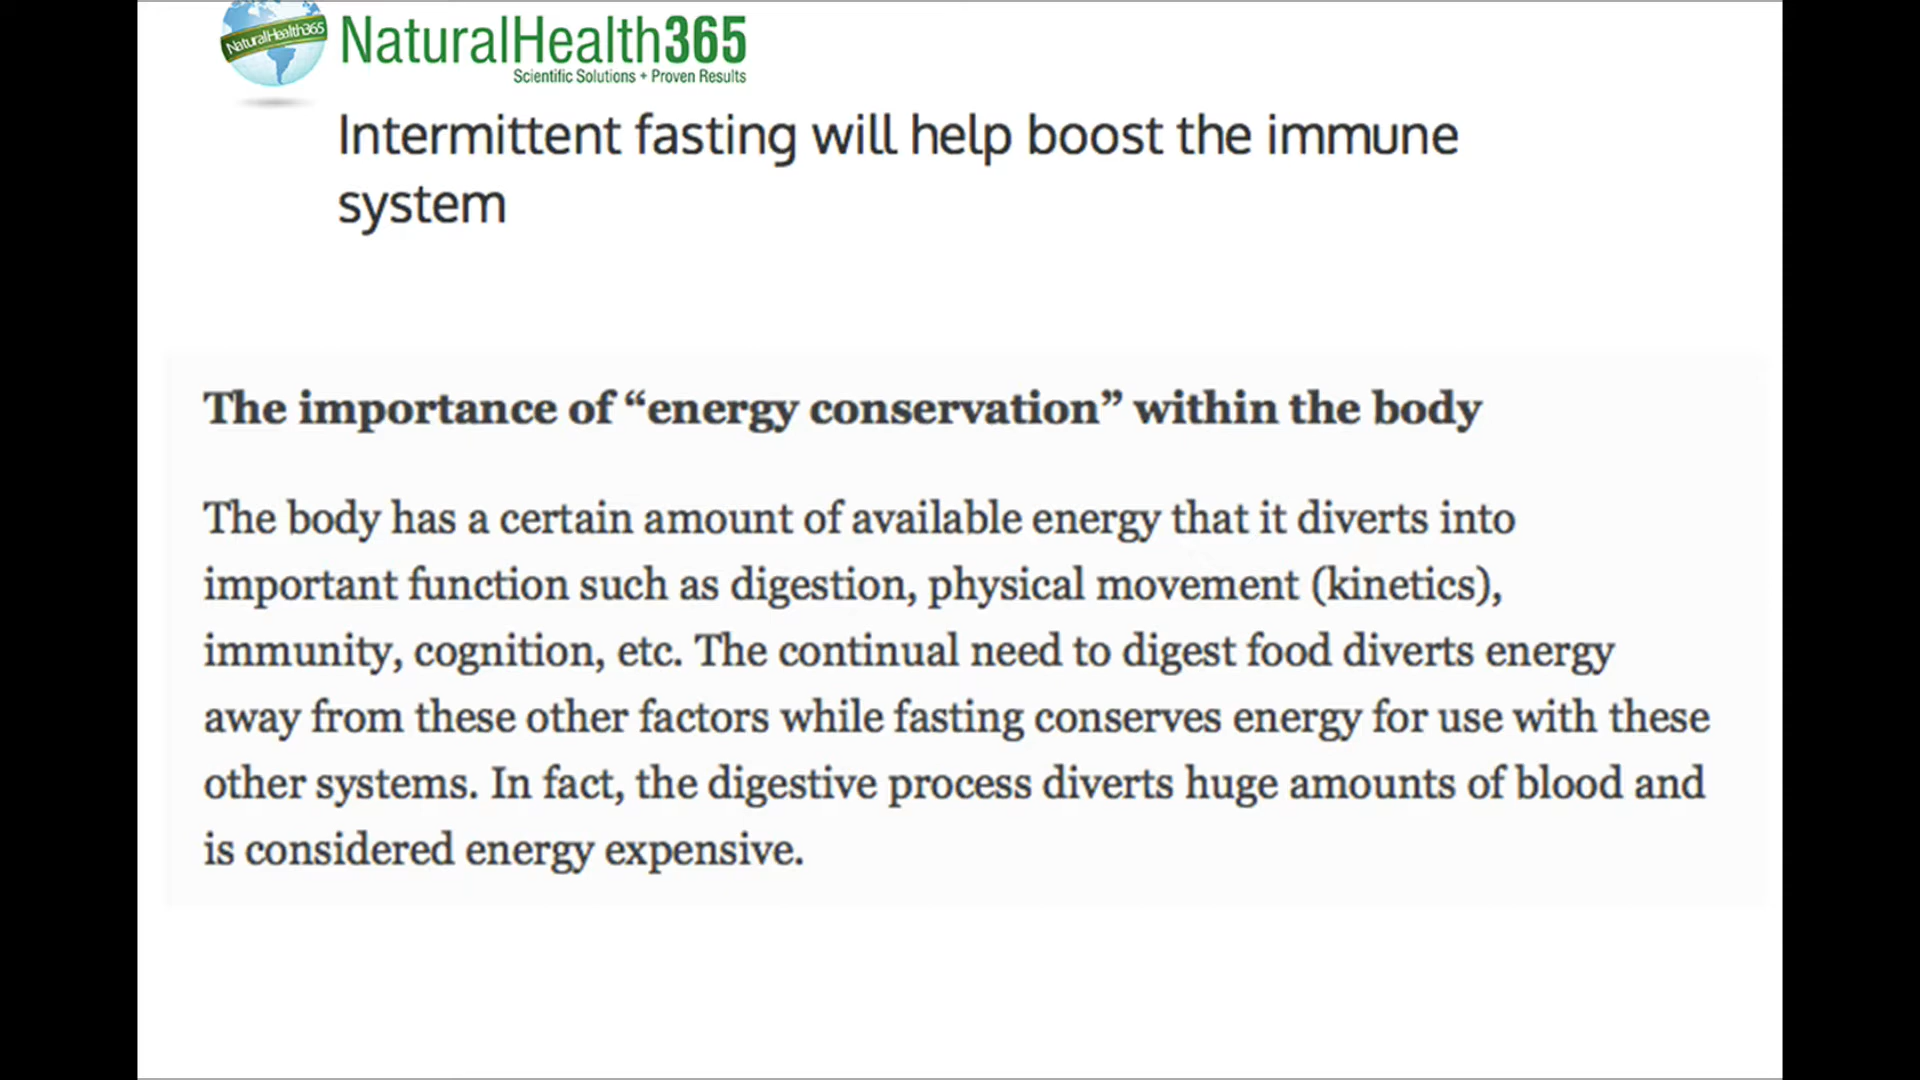 NaturalHealth365
NaturalHealth365
Scientific Solutions + Proven Results
Intermittent fasting will help boost the immune
system
The importance of “energy conservation” within the body
The body has a certain amount of available energy that it diverts into
important function such as digestion, physical movement (kinetics),
immunity, cognition, etc. The continual need to digest food diverts energy
away from these other factors while fasting conserves energy for use with these
other systems. In fact, the digestive process diverts huge amounts of blood and
is considered energy expensive.